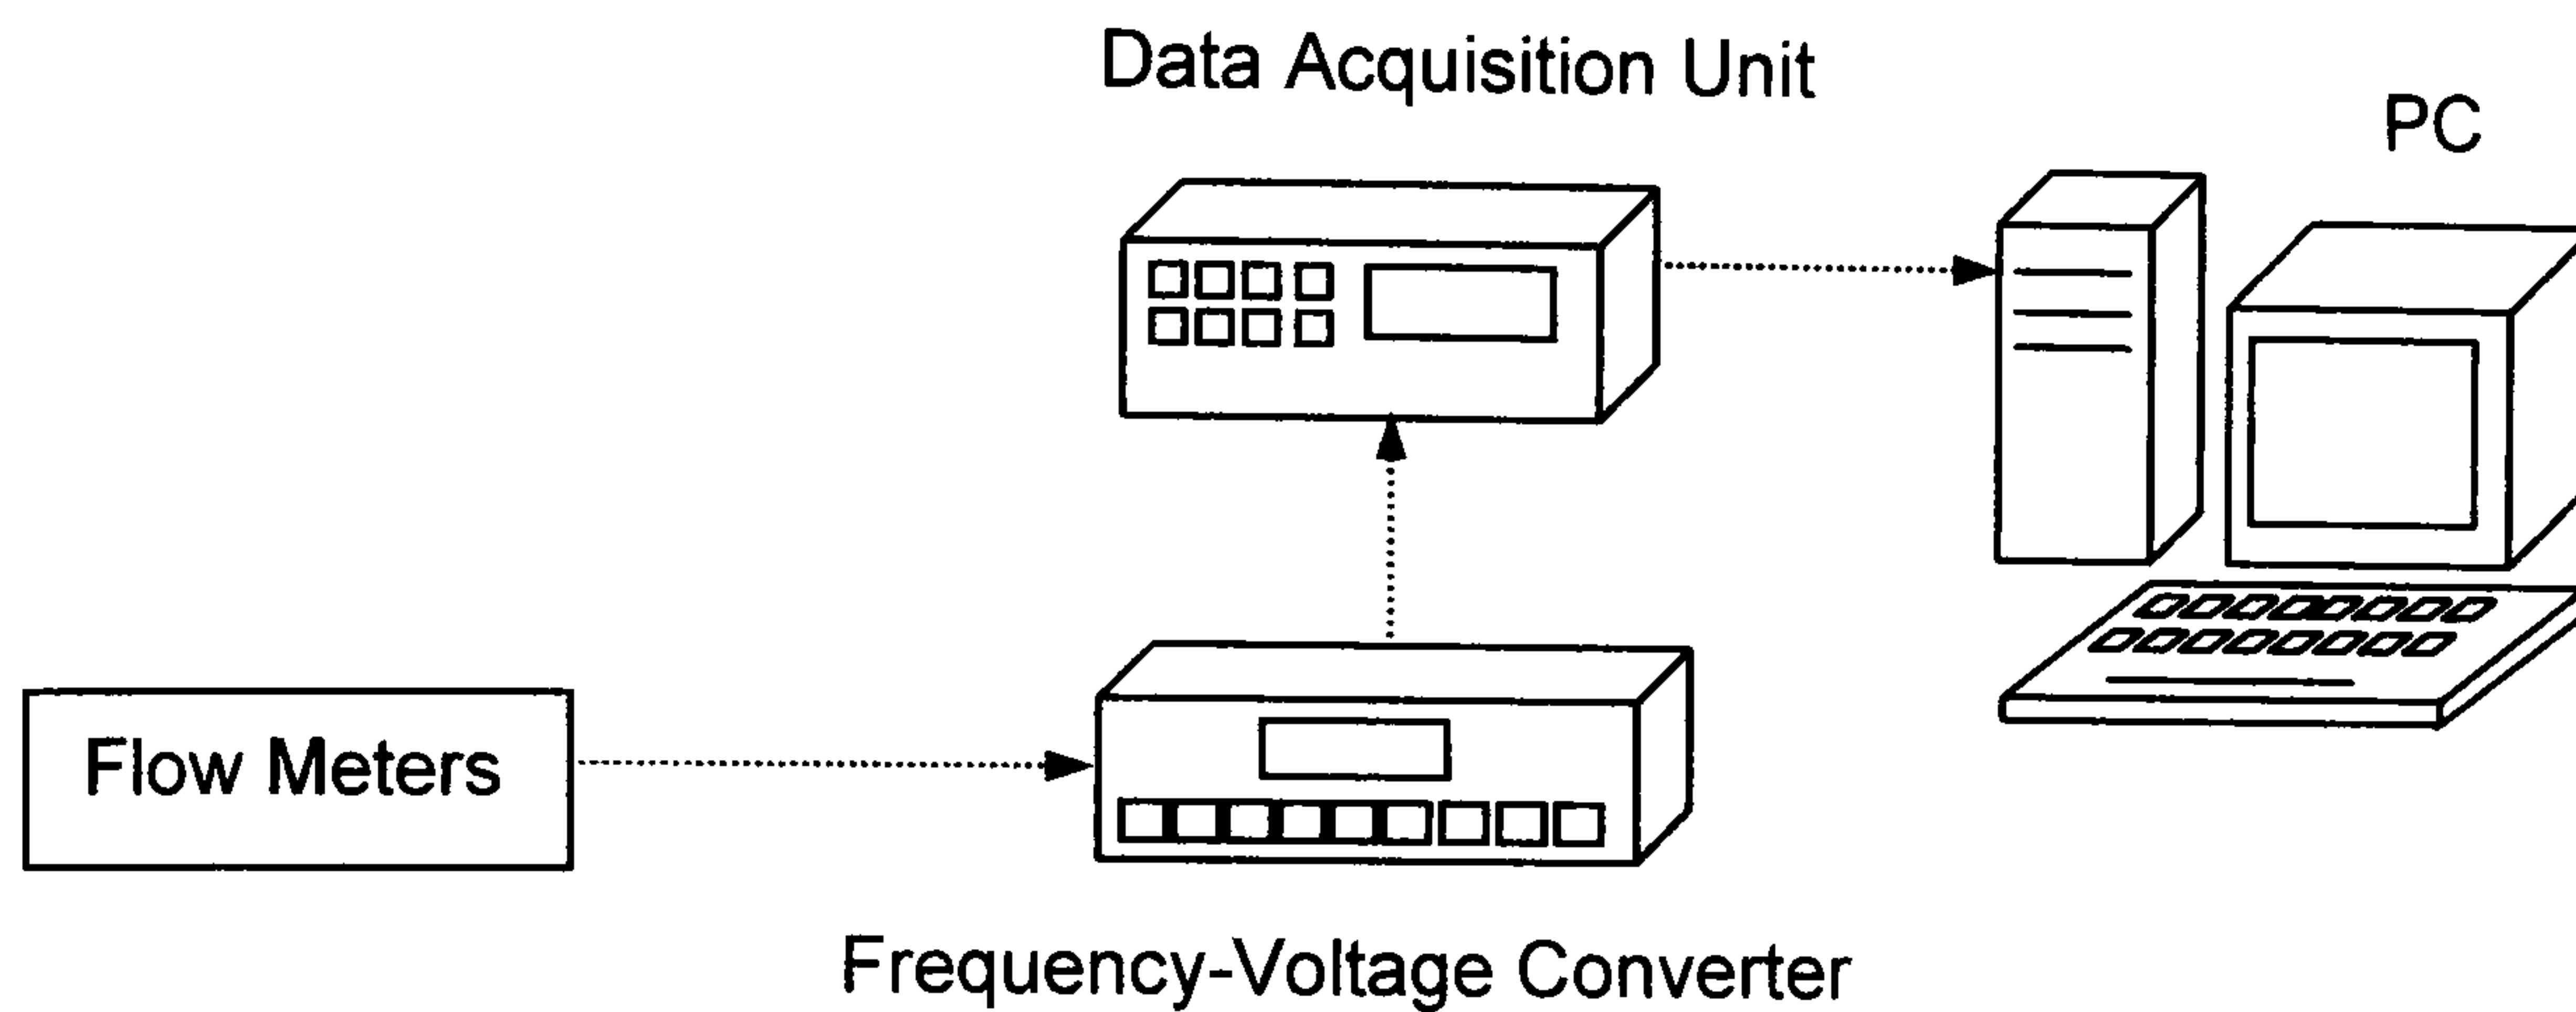 Data Acquisition Unit
PC
Flow Meters
Frequency-Voltage Converter